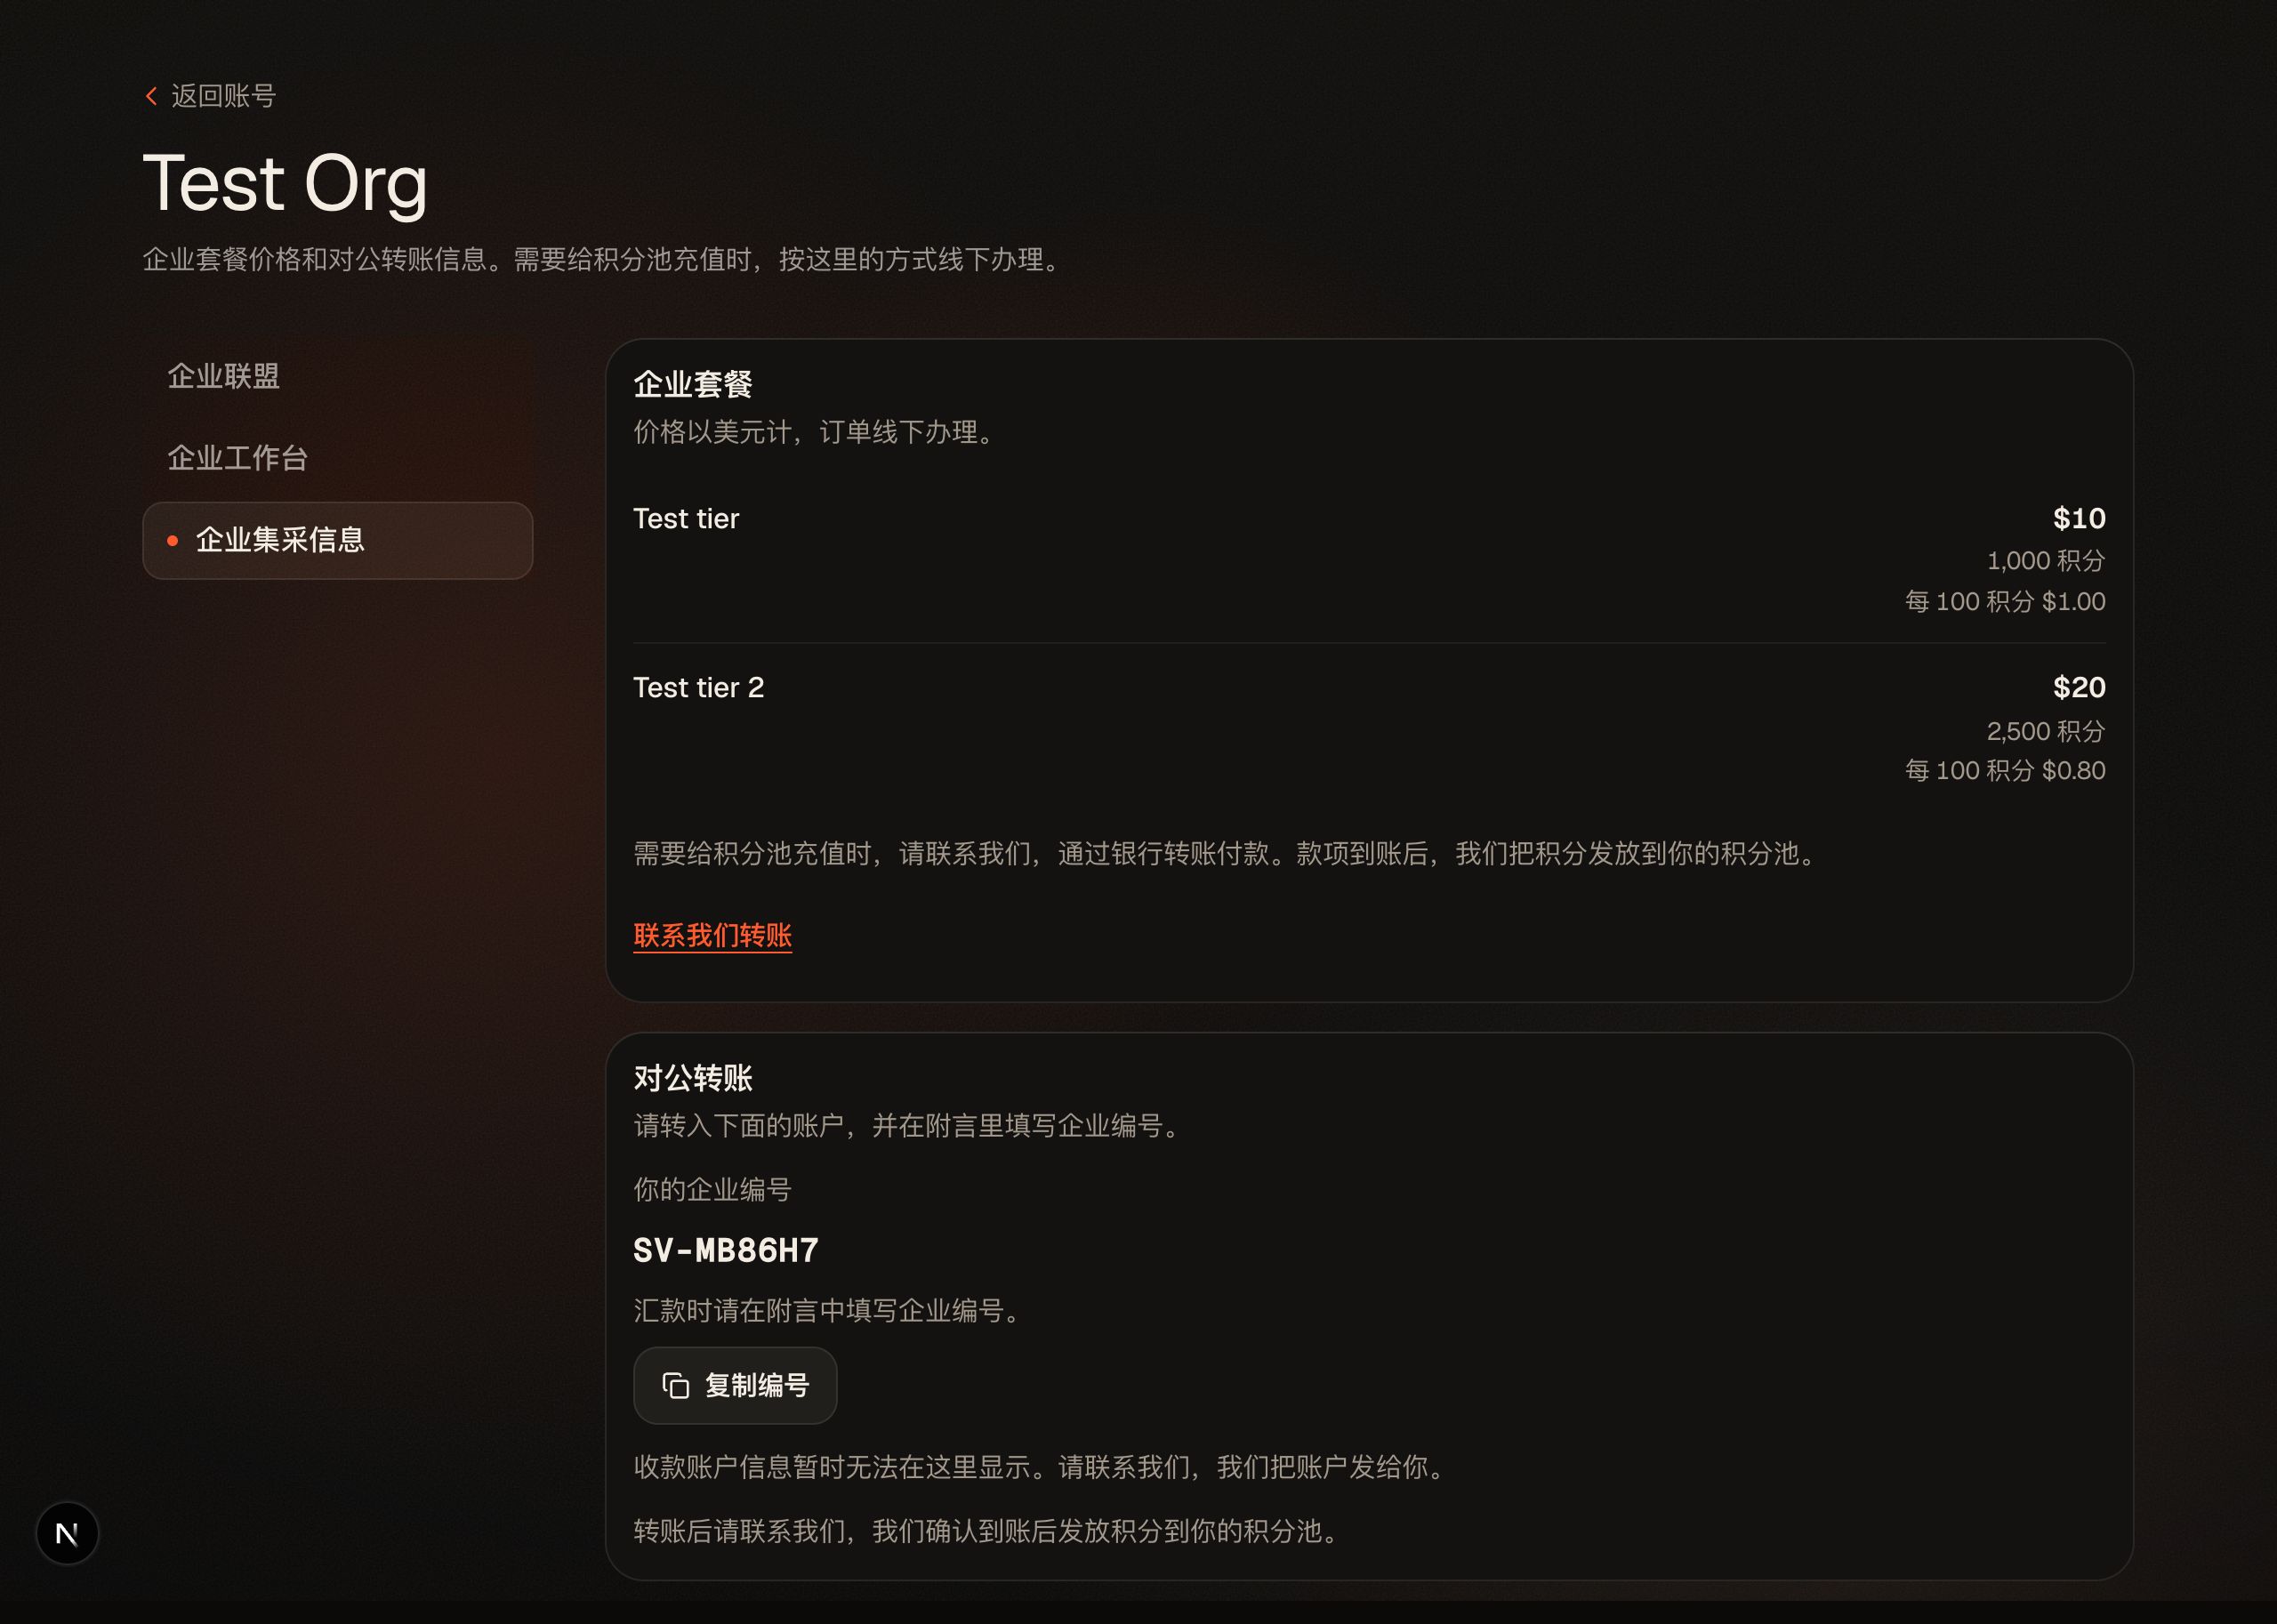 返回账号
Test Org
企业套餐价格和对公转账信息。需要给积分池充值时，按这里的方式线下办理。
企业联盟
企业工作台
企业集采信息
企业套餐
价格以美元计，订单线下办理。
Test tier
$10
1,000 积分
每 100 积分 $1.00
Test tier 2
$20
2,500 积分
每 100 积分 $0.80
需要给积分池充值时，请联系我们，通过银行转账付款。款项到账后，我们把积分发放到你的积分池。
联系我们转账
对公转账
请转入下面的账户，并在附言里填写企业编号。
你的企业编号
SV-MB86H7
汇款时请在附言中填写企业编号。
复制编号
收款账户信息暂时无法在这里显示。请联系我们，我们把账户发给你。
转账后请联系我们，我们确认到账后发放积分到你的积分池。
N